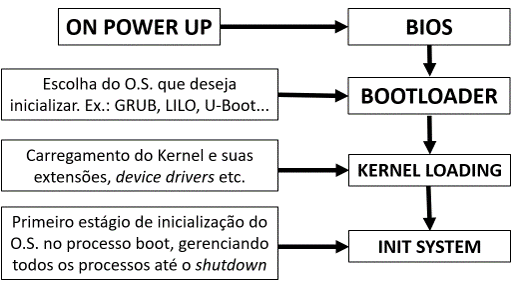 ON POWER UP
BIOS
Escolha do O.S. que deseja
inicializar. Ex.: GRUB, LILO, U-Boot...
BOOTLOADER
Carregamento do Kernel e suas
extensões, device drivers etc.
KERNEL LOADING
Primeiro estágio de inicialização do
O.S. no processo boot, gerenciando
todos os processos até o shutdown
INIT SYSTEM